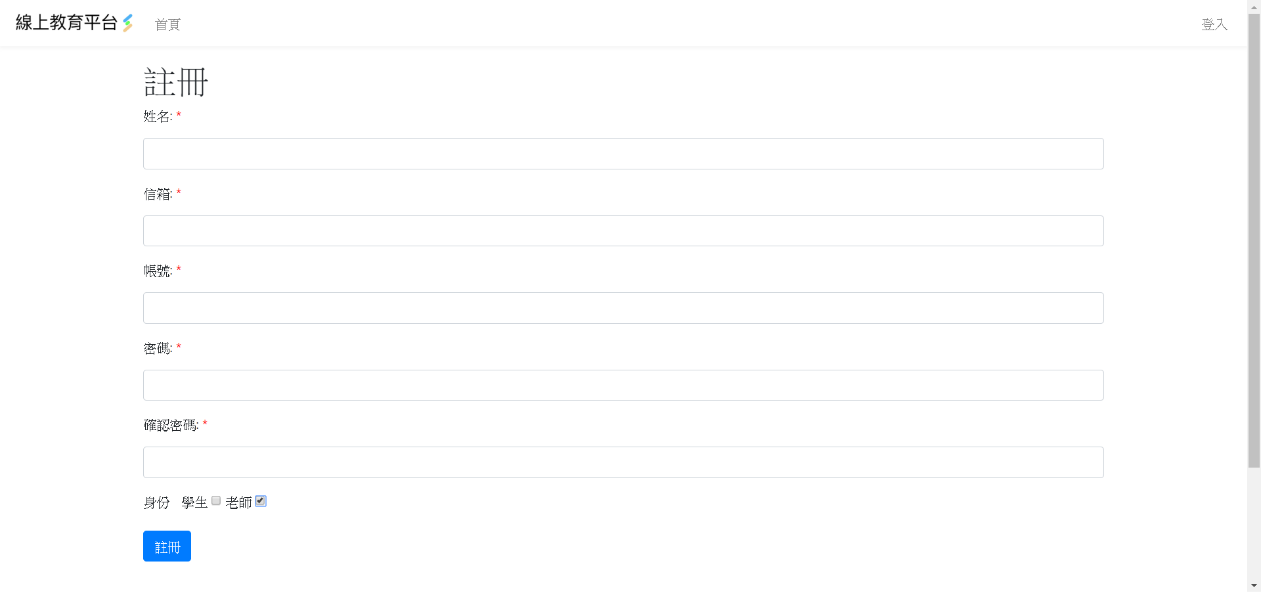 線上教育平台 首頁 登入
註冊
姓名: *
信箱: *
帳號: *
密碼: *
確認密碼: *
身份 學生 老師
註冊